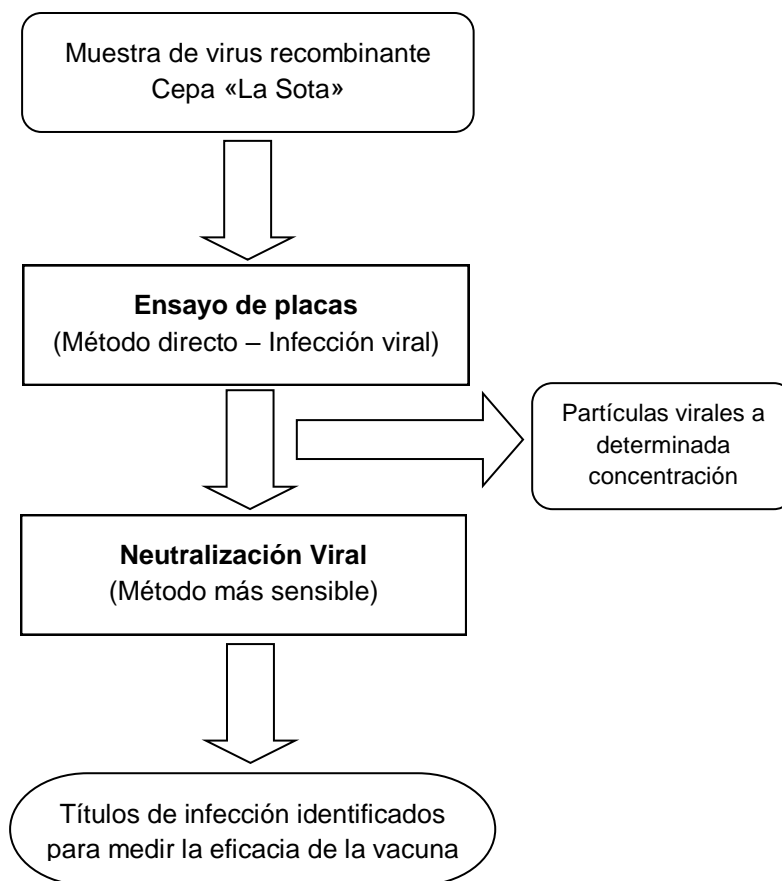 Muestra de virus recombinante
Cepa «La Sota»
Ensayo de placas
(Método directo – Infección viral)
Partículas virales a
determinada
concentración
Neutralización Viral
(Método más sensible)
Títulos de infección identificados
para medir la eficacia de la vacuna